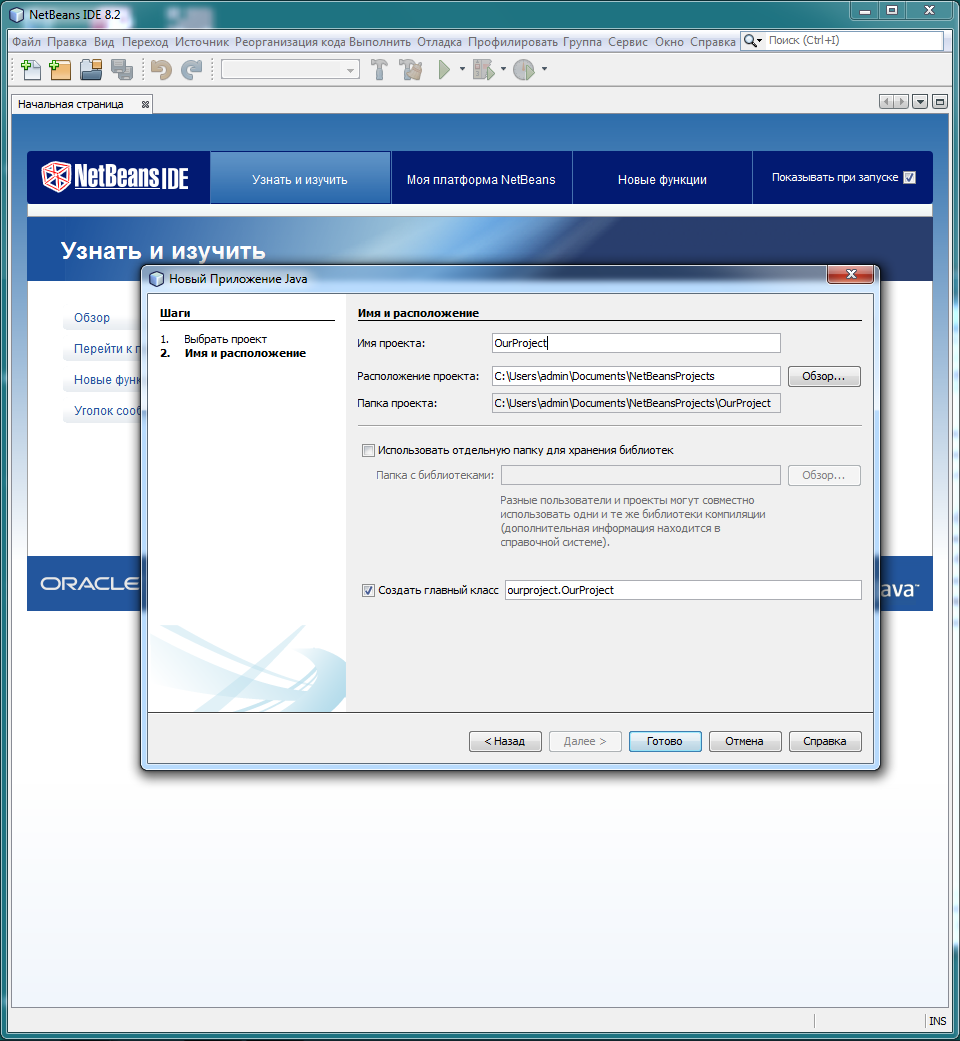 NetBeans IDE 8.2
Файл Правка Вид Переход Источник Реорганизация кода Выполнить Отладка Профилировать Группа Сервис Окно Справка Поиск (Ctrl+I)
Начальная страница
NetBeans IDE Узнать и изучить Моя платформа NetBeans Новые функции Показывать при запуске
Узнать и изучить
Обзор
Перейти к п
Новые функ
Уголок сооб
ORACLE
ava™
Новый Приложение Java
Шаги
1. Выбрать проект
2. Имя и расположение
Имя и расположение
Имя проекта: OurProject
Расположение проекта: C:\Users\admin\Documents\NetBeansProjects Обзор...
Папка проекта: C:\Users\admin\Documents\NetBeansProjects\OurProject
Использовать отдельную папку для хранения библиотек
Папка с библиотеками: Обзор...
Разные пользователи и проекты могут совместно
использовать одни и те же библиотеки компиляции
(дополнительная информация находится в
справочной системе).
Создать главный класс ourproject.OurProject
< Назад Далее > Готово Отмена Справка
INS